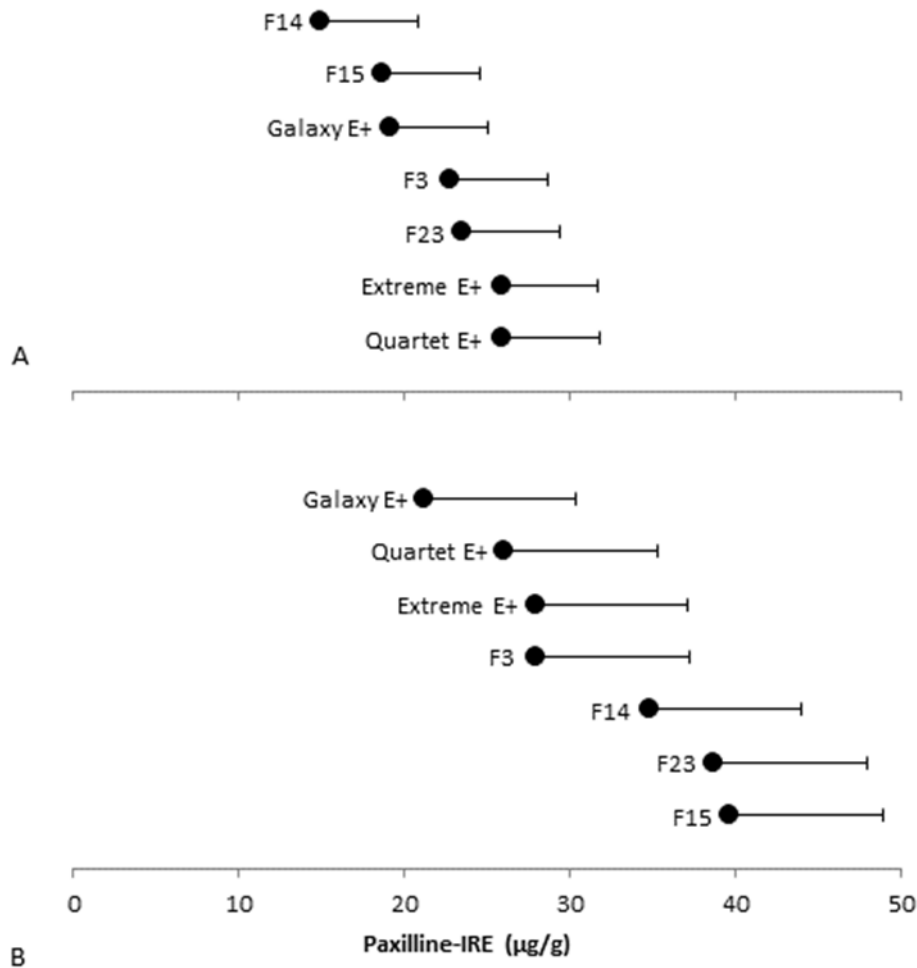 F14
F15
Galaxy E+
F3
F23
Extreme E+
Quartet E+
A
Galaxy E+
Quartet E+
Extreme E+
F3
F14
F23
F15
0 10 20 30 40 50
Paxilline-IRE (µg/g)
B